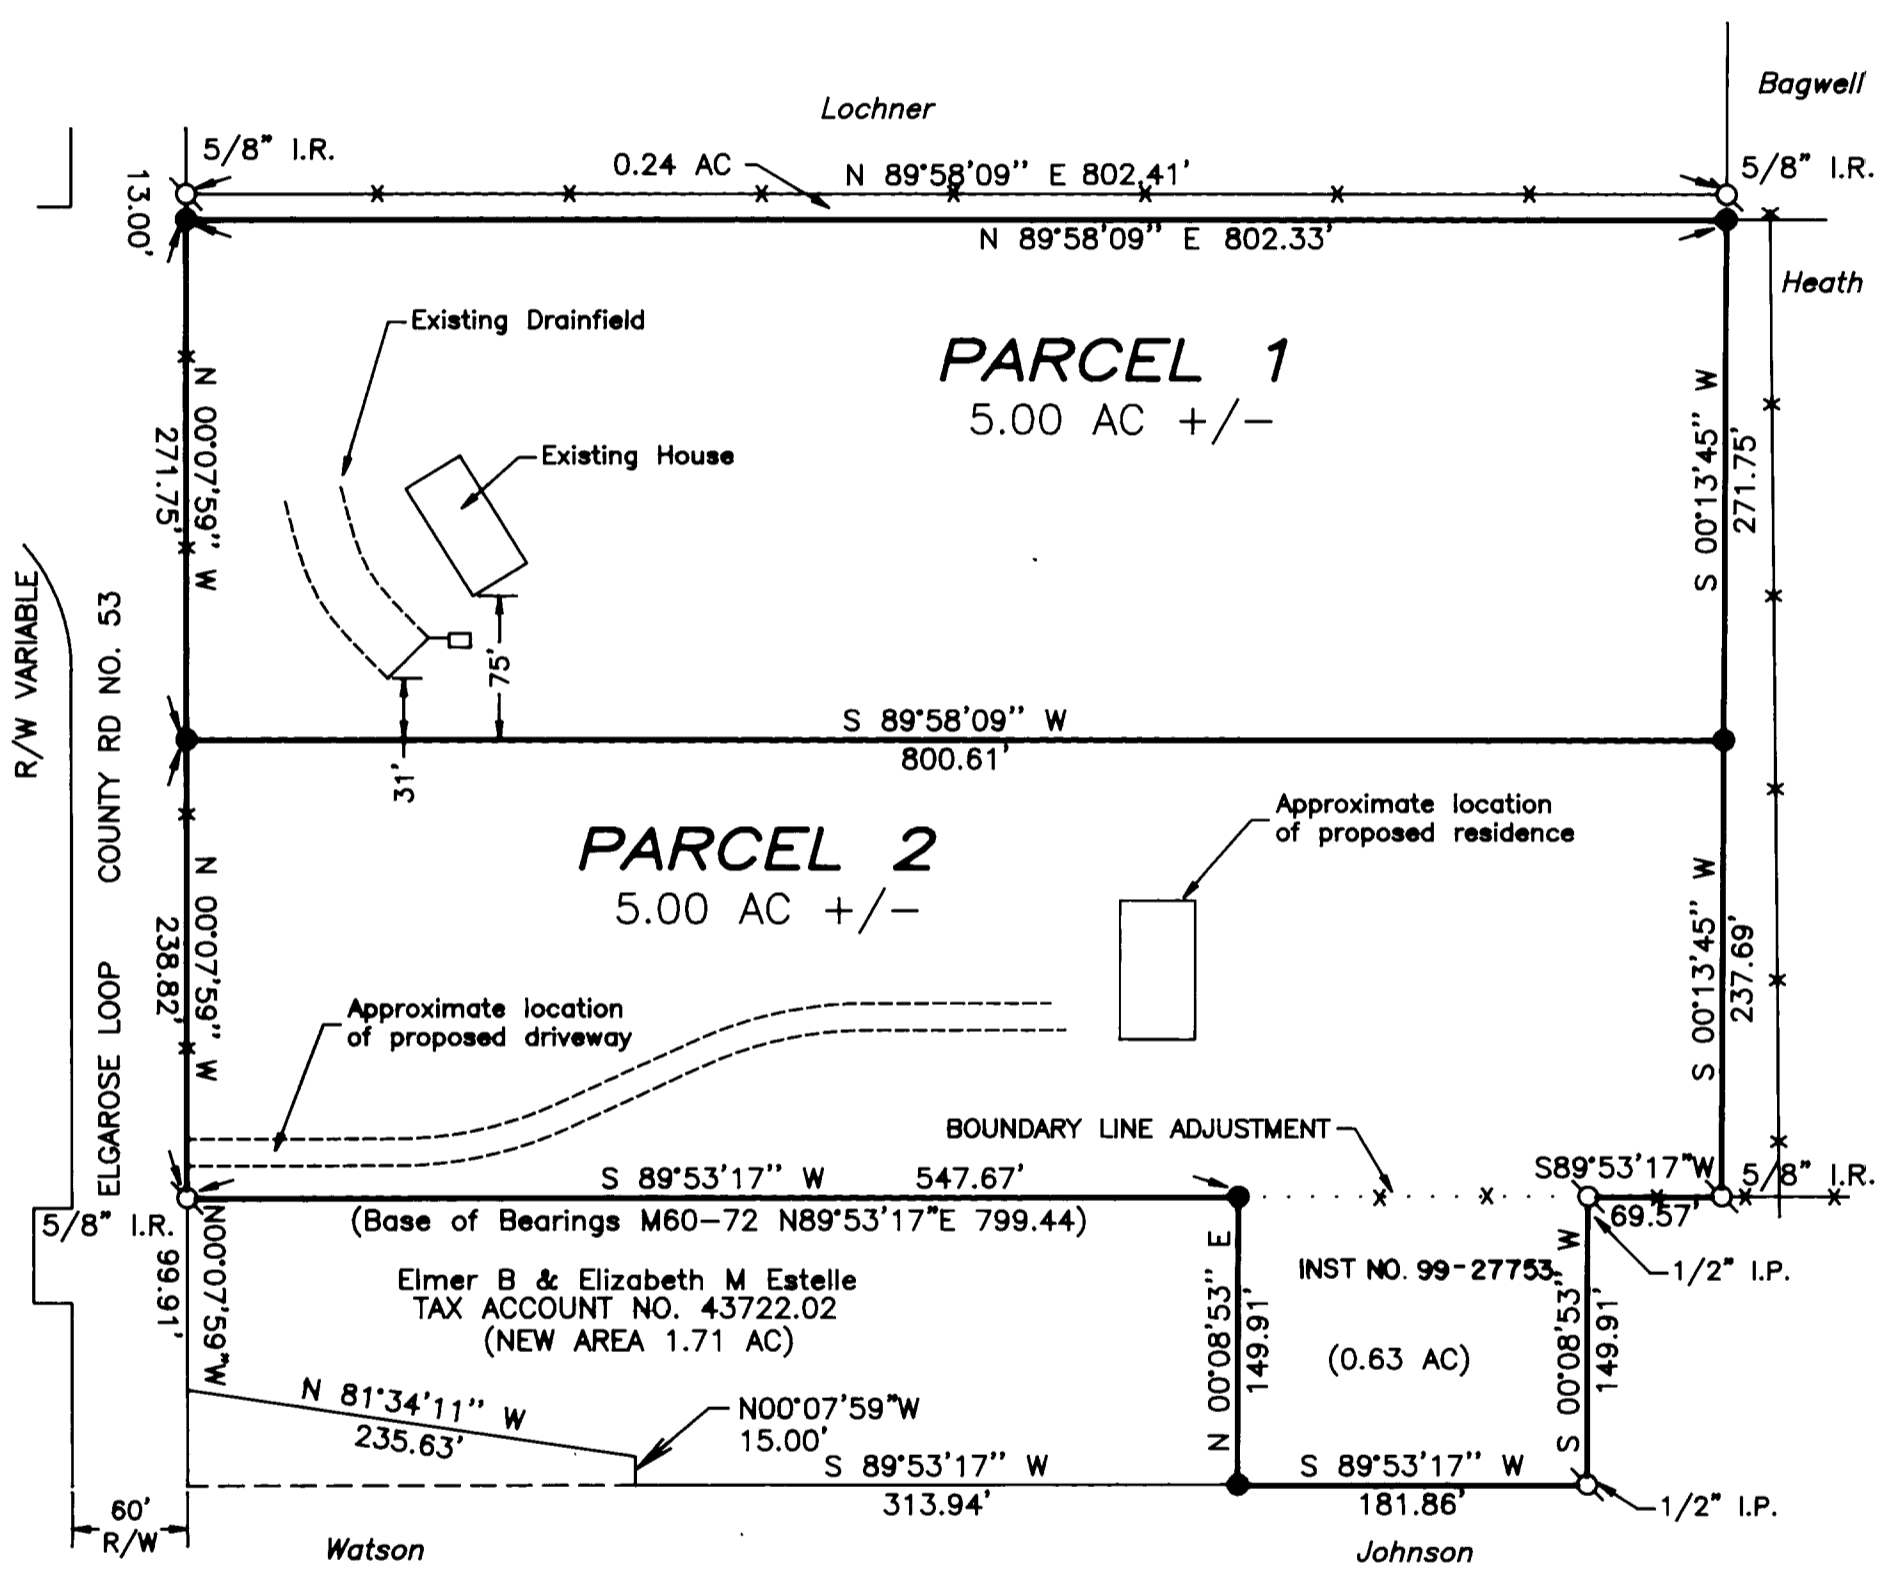 Bagwell
Lochner
5/8" I.R.
0.24 AC
N 89°58'09" E 802.41'
5/8" I.R.
13.00'
N 89°58'09" E 802.33'
Heath
Existing Drainfield
PARCEL 1
5.00 AC +/-
Existing House
N 00°07'59" W
271.75'
S 00°13'45" W
271.75'
R/W VARIABLE
ELGAROSE LOOP COUNTY RD NO. 53
75'
31'
S 89°58'09" W
800.61'
Approximate location
of proposed residence
PARCEL 2
5.00 AC +/-
N 00°07'59" W
238.82'
S 00°13'45" W
237.69'
Approximate location
of proposed driveway
BOUNDARY LINE ADJUSTMENT
S 89°53'17" W 547.67'
S89°53'17"W
69.57'
5/8" I.R.
5/8" I.R.
(Base of Bearings M60-72 N89°53'17"E 799.44)
N00°07'59"W
99.91'
Elmer B & Elizabeth M Estelle
TAX ACCOUNT NO. 43722.02
(NEW AREA 1.71 AC)
N 00°08'53" E
149.91'
INST NO. 99-27753
(0.63 AC)
S 00°08'53" W
149.91'
1/2" I.P.
N 81°34'11" W
235.63'
N00°07'59"W
15.00'
S 89°53'17" W
313.94'
S 89°53'17" W
181.86'
1/2" I.P.
60'
R/W
Watson
Johnson